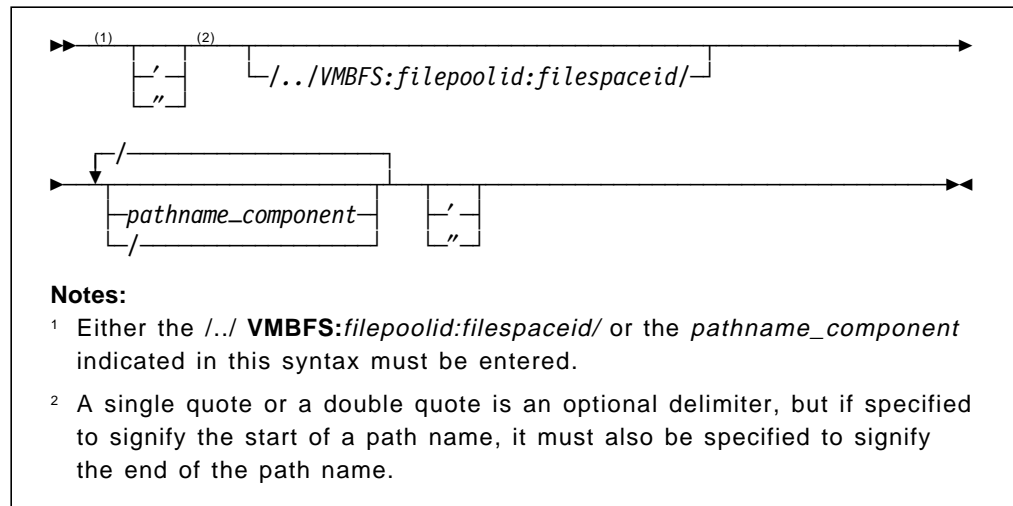 (1) (2)
' '
" /../VMBFS:filepoolid:filespaceid/
/
pathname_component '
/ "
Notes:
1 Either the /../ VMBFS:filepoolid:filespaceid/ or the pathname_component
indicated in this syntax must be entered.
2 A single quote or a double quote is an optional delimiter, but if specified
to signify the start of a path name, it must also be specified to signify
the end of the path name.